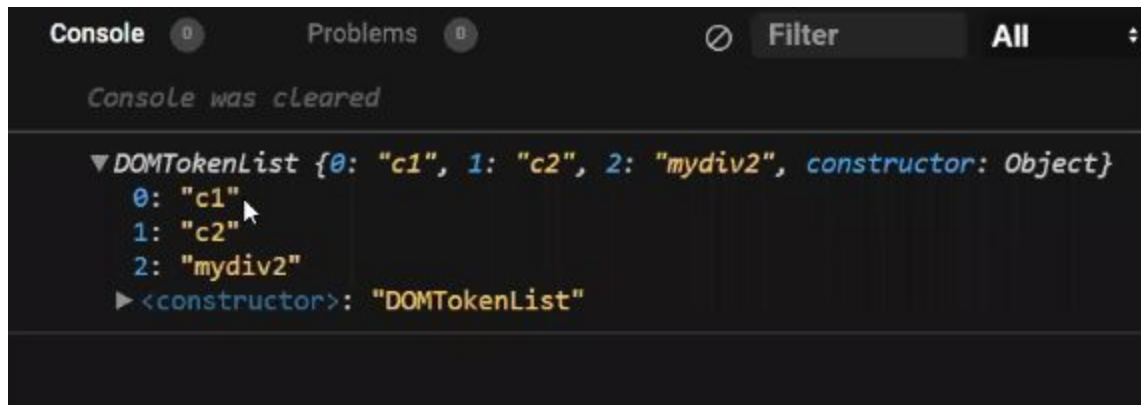 Console 0 Problems 0 Filter All
Console was cleared
▼DOMTokenList {0: "c1", 1: "c2", 2: "mydiv2", constructor: Object}
0: "c1"
1: "c2"
2: "mydiv2"
▶<constructor>: "DOMTokenList"